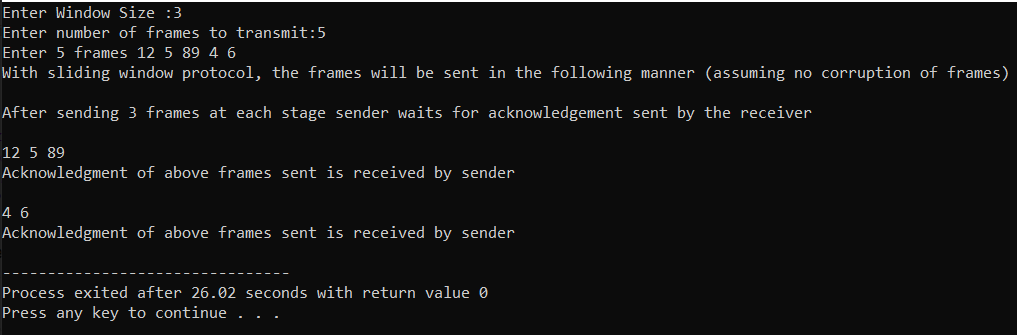 Enter Window Size :3
Enter number of frames to transmit:5
Enter 5 frames 12 5 89 4 6
With sliding window protocol, the frames will be sent in the following manner (assuming no corruption of frames)
After sending 3 frames at each stage sender waits for acknowledgement sent by the receiver
12 5 89
Acknowledgment of above frames sent is received by sender
4 6
Acknowledgment of above frames sent is received by sender
--------------------------------
Process exited after 26.02 seconds with return value 0
Press any key to continue . . .